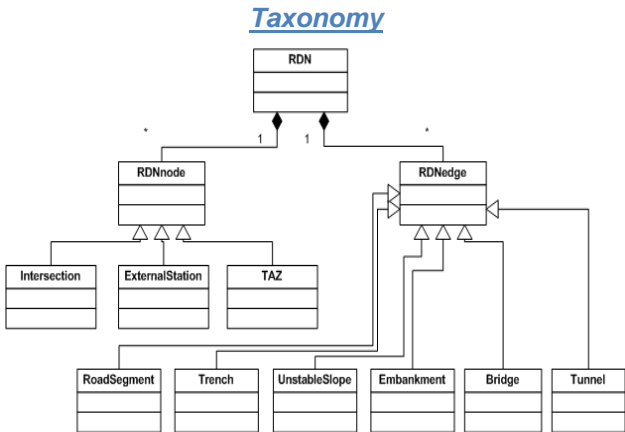 Taxonomy
RDN
* 1 1 *
RDNnode RDNedge
Intersection ExternalStation TAZ
RoadSegment Trench UnstableSlope Embankment Bridge Tunnel